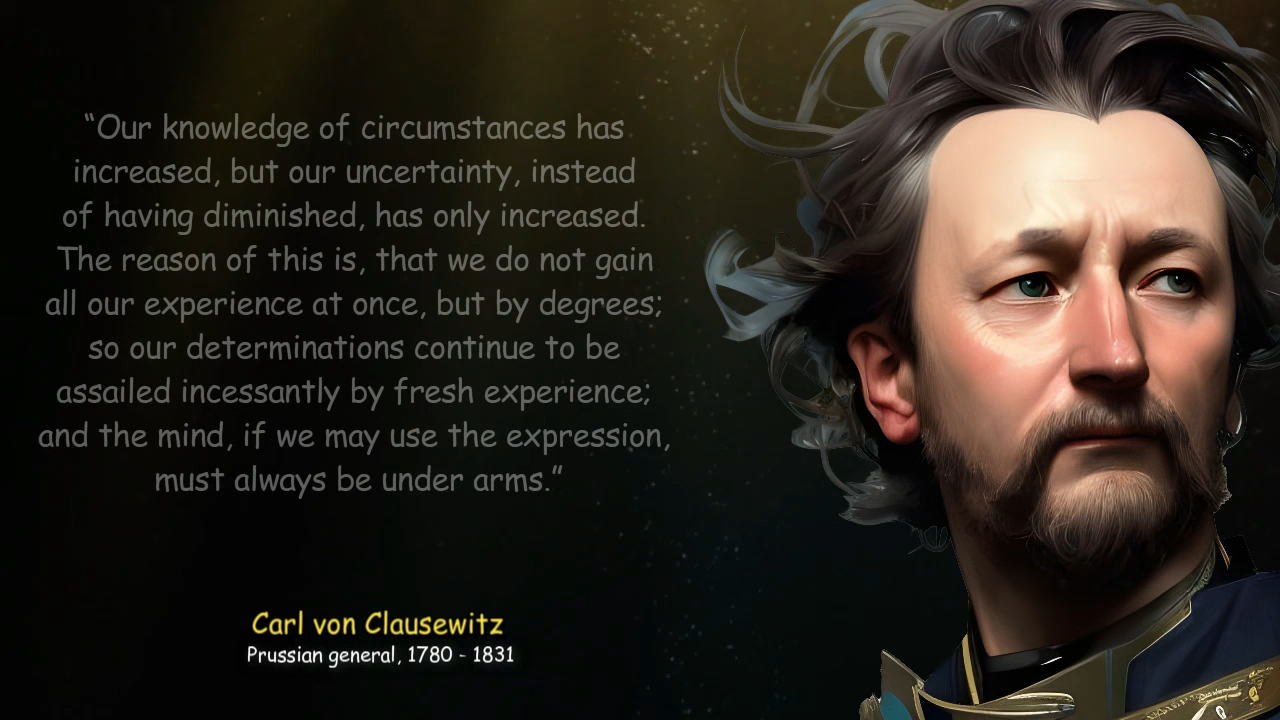 “Our knowledge of circumstances has
increased, but our uncertainty, instead
of having diminished, has only increased.
The reason of this is, that we do not gain
all our experience at once, but by degrees;
so our determinations continue to be
assailed incessantly by fresh experience;
and the mind, if we may use the expression,
must always be under arms.”
Carl von Clausewitz
Prussian general, 1780 - 1831